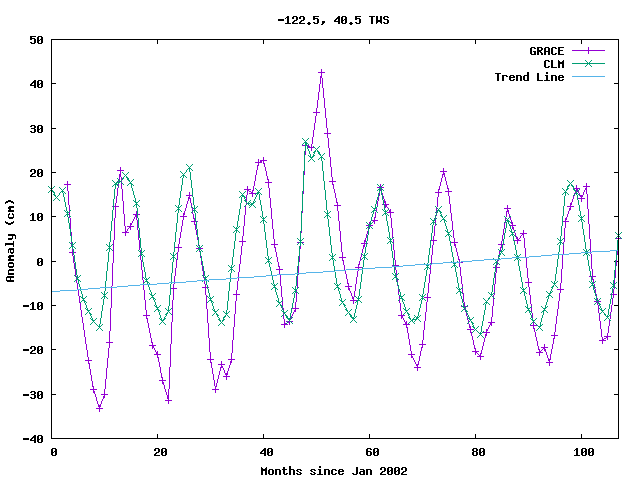 -122.5, 40.5 TWS
GRACE
CLM
Trend Line
50
40
30
20
10
0
-10
-20
-30
-40
Anomaly (cm)
0 20 40 60 80 100
Months since Jan 2002